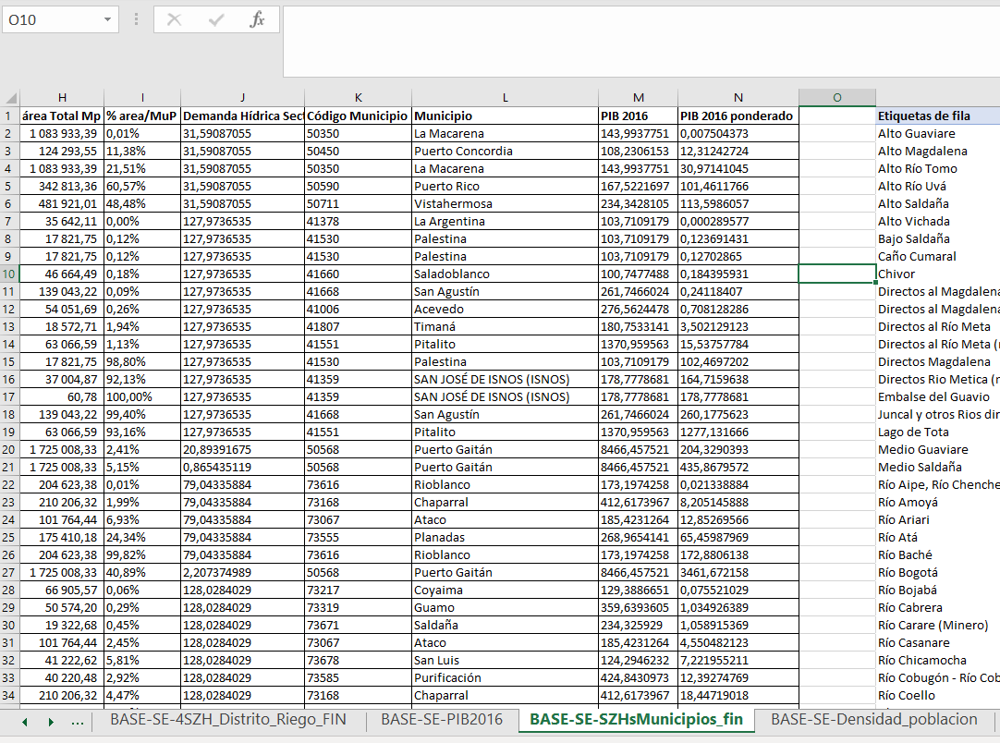 O10 fx
H I J K L M N O
1 área Total Mp % area/MuP Demanda Hídrica Sect Código Municipio Municipio PIB 2016 PIB 2016 ponderado Etiquetas de fila
2 1 083 933,39 0,01% 31,59087055 50350 La Macarena 143,9937751 0,007504373 Alto Guaviare
3 124 293,55 11,38% 31,59087055 50450 Puerto Concordia 108,2306153 12,31242724 Alto Magdalena
4 1 083 933,39 21,51% 31,59087055 50350 La Macarena 143,9937751 30,97141045 Alto Río Tomo
5 342 813,36 60,57% 31,59087055 50590 Puerto Rico 167,5221697 101,4611766 Alto Río Uvá
6 481 921,01 48,48% 31,59087055 50711 Vistahermosa 234,3428105 113,5986057 Alto Saldaña
7 35 642,11 0,00% 127,9736535 41378 La Argentina 103,7109179 0,000289577 Alto Vichada
8 17 821,75 0,12% 127,9736535 41530 Palestina 103,7109179 0,123691431 Bajo Saldaña
9 17 821,75 0,12% 127,9736535 41530 Palestina 103,7109179 0,12702865 Caño Cumaral
10 46 664,49 0,18% 127,9736535 41660 Saladoblanco 100,7477488 0,184395931 Chivor
11 139 043,22 0,09% 127,9736535 41668 San Agustín 261,7466024 0,24118407 Directos al Magdalena
12 54 051,69 0,26% 127,9736535 41006 Acevedo 276,5624478 0,708128286 Directos al Magdalena
13 18 572,71 1,94% 127,9736535 41807 Timaná 180,7533141 3,502129123 Directos al Río Meta
14 63 066,59 1,13% 127,9736535 41551 Pitalito 1370,959563 15,53757784 Directos al Río Meta (
15 17 821,75 98,80% 127,9736535 41530 Palestina 103,7109179 102,4697202 Directos Magdalena
16 37 004,87 92,13% 127,9736535 41359 SAN JOSÉ DE ISNOS (ISNOS) 178,7778681 164,7159638 Directos Rio Metica (
17 60,78 100,00% 127,9736535 41359 SAN JOSÉ DE ISNOS (ISNOS) 178,7778681 178,7778681 Embalse del Guavio
18 139 043,22 99,40% 127,9736535 41668 San Agustín 261,7466024 260,1775623 Juncal y otros Rios dir
19 63 066,59 93,16% 127,9736535 41551 Pitalito 1370,959563 1277,131666 Lago de Tota
20 1 725 008,33 2,41% 20,89391675 50568 Puerto Gaitán 8466,457521 204,3290393 Medio Guaviare
21 1 725 008,33 5,15% 0,865435119 50568 Puerto Gaitán 8466,457521 435,8679572 Medio Saldaña
22 204 623,38 0,01% 79,04335884 73616 Rioblanco 173,1974258 0,021338884 Río Aipe, Río Chenche
23 210 206,32 1,99% 79,04335884 73168 Chaparral 412,6173967 8,205145888 Río Amoyá
24 101 764,44 6,93% 79,04335884 73067 Ataco 185,4231264 12,85269566 Río Ariari
25 175 410,18 24,34% 79,04335884 73555 Planadas 268,9654141 65,45987969 Río Atá
26 204 623,38 99,82% 79,04335884 73616 Rioblanco 173,1974258 172,8806138 Río Baché
27 1 725 008,33 40,89% 2,207374989 50568 Puerto Gaitán 8466,457521 3461,672158 Río Bogotá
28 66 905,57 0,06% 128,0284029 73217 Coyaima 129,3886651 0,075521029 Río Bojabá
29 50 574,20 0,29% 128,0284029 73319 Guamo 359,6393605 1,034926389 Río Cabrera
30 19 322,68 0,45% 128,0284029 73671 Saldaña 234,325929 1,058915369 Río Carare (Minero)
31 101 764,44 2,45% 128,0284029 73067 Ataco 185,4231264 4,550482123 Río Casanare
32 41 222,62 5,81% 128,0284029 73678 San Luis 124,2946232 7,221955211 Río Chicamocha
33 40 220,48 2,92% 128,0284029 73585 Purificación 424,8430973 12,39274769 Río Cobugón - Río Cob
34 210 206,32 4,47% 128,0284029 73168 Chaparral 412,6173967 18,44719018 Río Coello
... BASE-SE-4SZH_Distrito_Riego_FIN BASE-SE-PIB2016 BASE-SE-SZHsMunicipios_fin BASE-SE-Densidad_poblacion